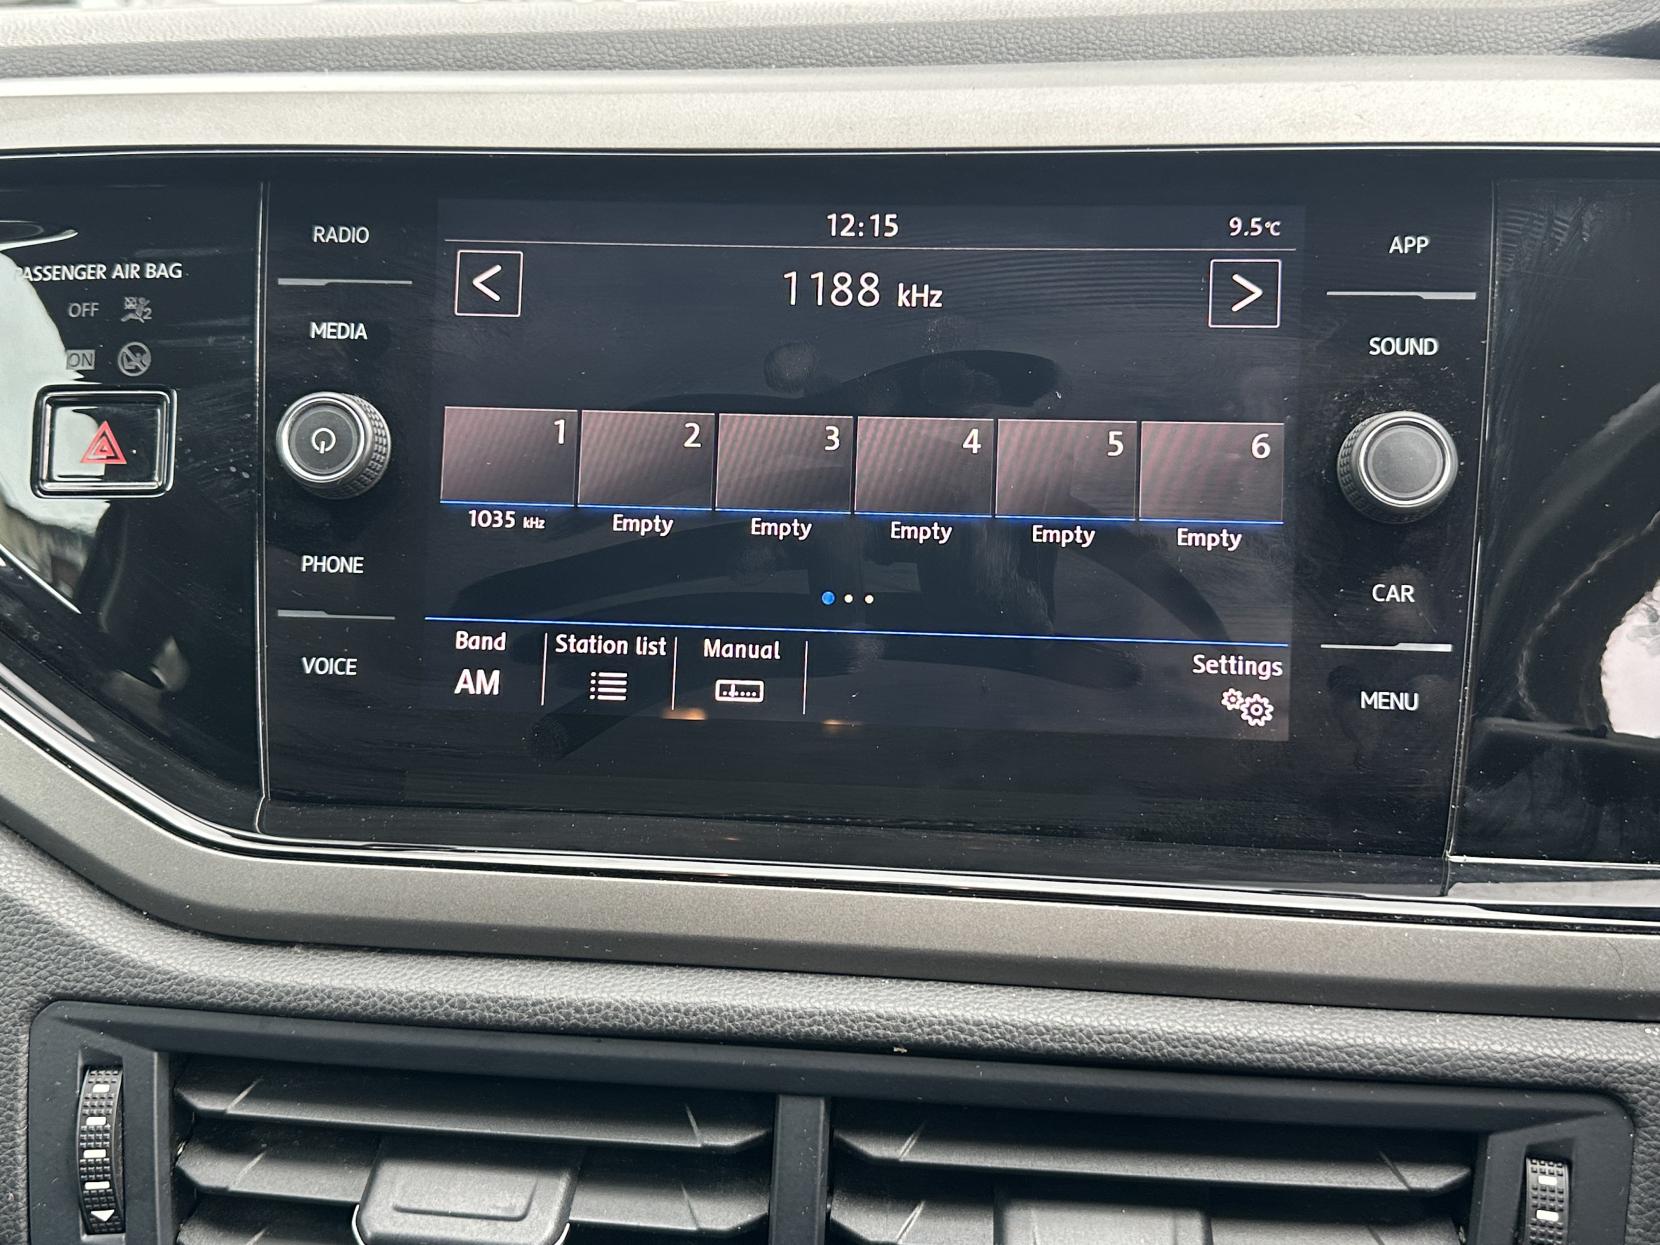 PASSENGER AIR BAG
OFF
ON
RADIO
MEDIA
PHONE
VOICE
12:15
9.5°C
<
1188 kHz
>
1 2 3 4 5 6
1035 kHz Empty Empty Empty Empty Empty
Band
AM
Station list
Manual
Settings
APP
SOUND
CAR
MENU